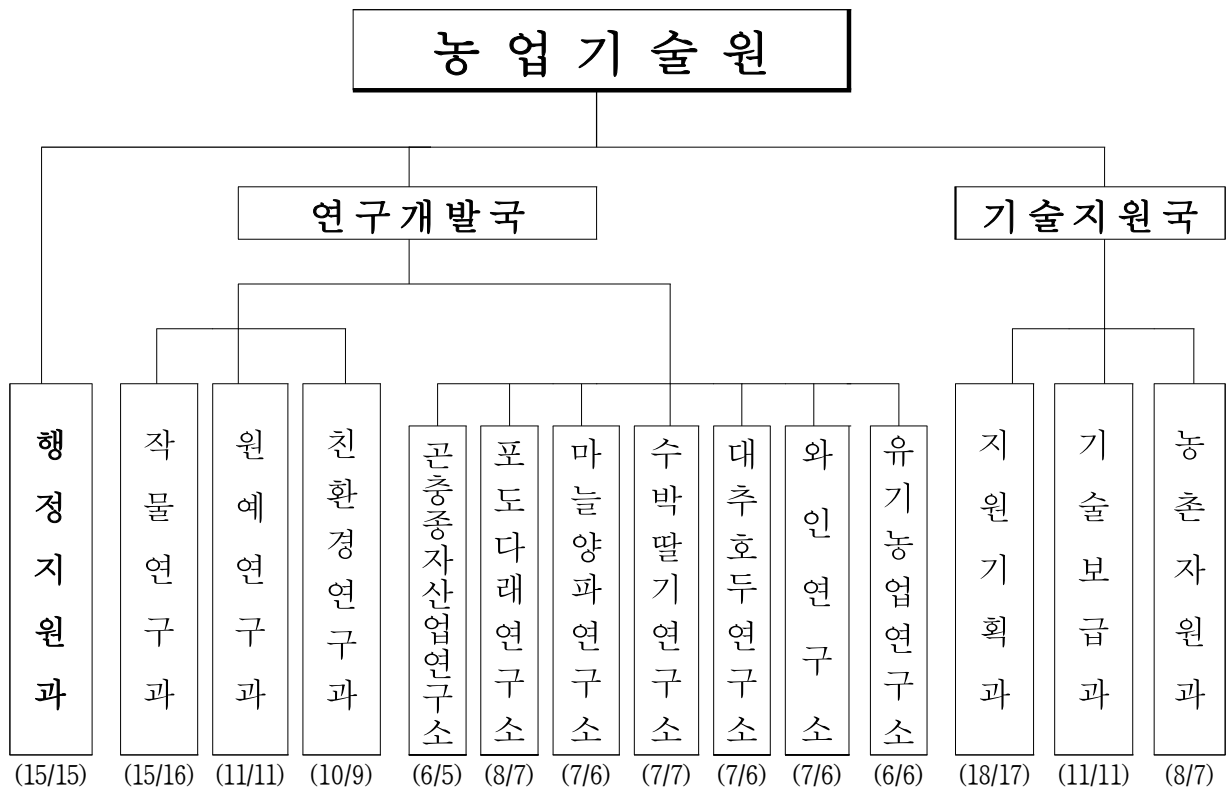 농업기술원
연구개발국
기술지원국
행정지원과
작물연구과
원예연구과
친환경연구과
곤충종자산업연구소
포도다래연구소
마늘양파연구소
수박딸기연구소
대추호두연구소
와인연구소
유기농업연구소
지원기획과
기술보급과
농촌자원과
(15/15) (15/16) (11/11) (10/9) (6/5) (8/7) (7/6) (7/7) (7/6) (7/6) (6/6) (18/17) (11/11) (8/7)